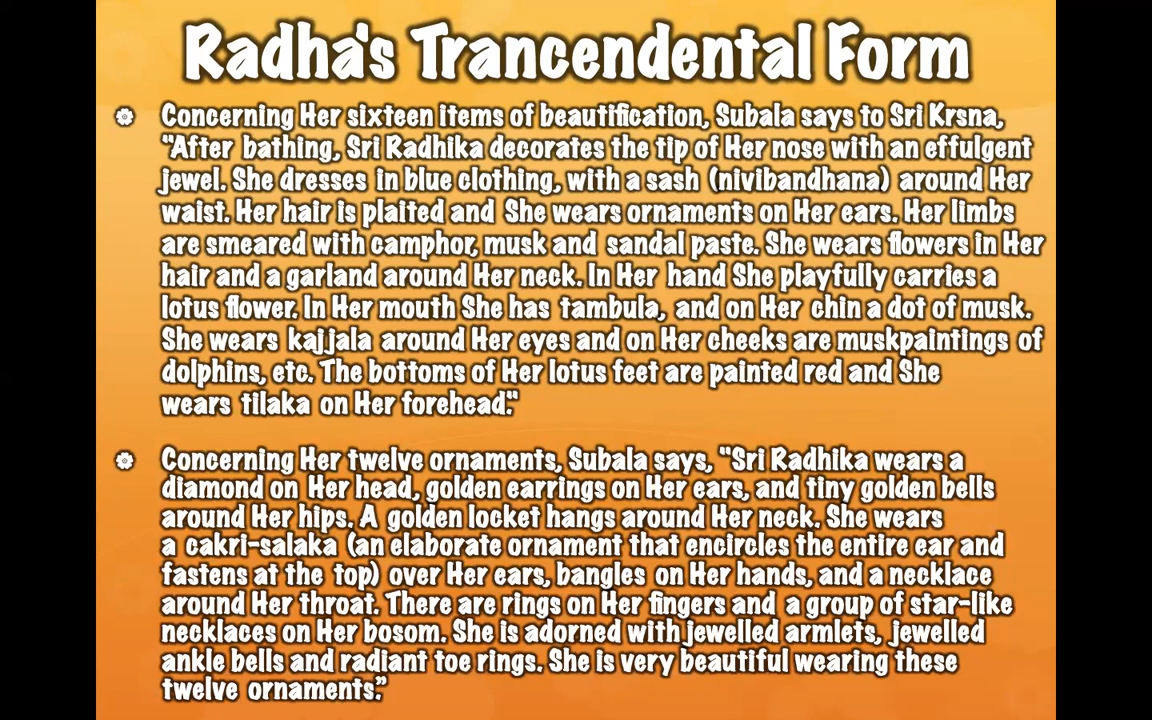 Radha's Trancendental Form
Concerning Her sixteen items of beautification, Subala says to Sri Krsna,
"After bathing, Sri Radhika decorates the tip of Her nose with an effulgent
jewel. She dresses in blue clothing, with a sash (nivibandhana) around Her
waist. Her hair is plaited and She wears ornaments on Her ears. Her limbs
are smeared with camphor, musk and sandal paste. She wears flowers in Her
hair and a garland around Her neck. In Her hand She playfully carries a
lotus flower. In Her mouth She has tambula, and on Her chin a dot of musk.
She wears kajjala around Her eyes and on Her cheeks are muskpaintings of
dolphins, etc. The bottoms of Her lotus feet are painted red and She
wears tilaka on Her forehead."
Concerning Her twelve ornaments, Subala says, "Sri Radhika wears a
diamond on Her head, golden earrings on Her ears, and tiny golden bells
around Her hips. A golden locket hangs around Her neck. She wears
a cakri-salaka (an elaborate ornament that encircles the entire ear and
fastens at the top) over Her ears, bangles on Her hands, and a necklace
around Her throat. There are rings on Her fingers and a group of star-like
necklaces on Her bosom. She is adorned with jewelled armlets, jewelled
ankle bells and radiant toe rings. She is very beautiful wearing these
twelve ornaments.”